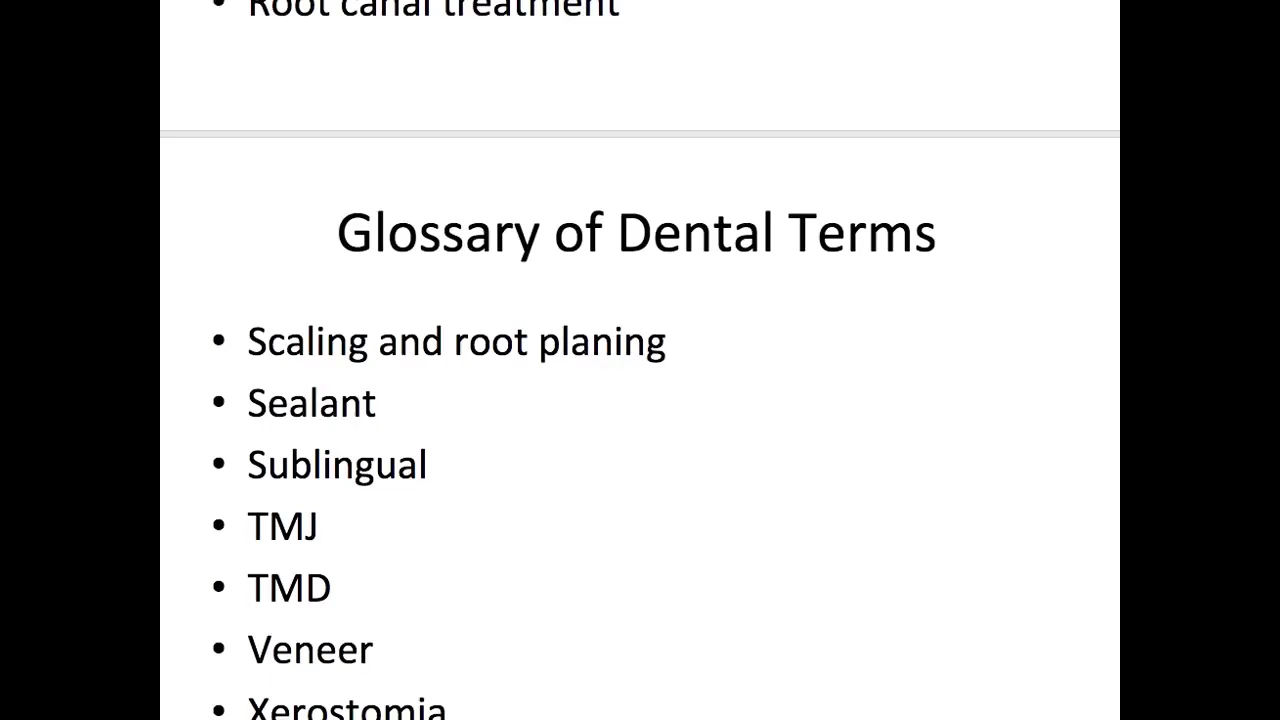 • Root canal treatment
Glossary of Dental Terms
• Scaling and root planing
• Sealant
• Sublingual
• TMJ
• TMD
• Veneer
• Xerostomia